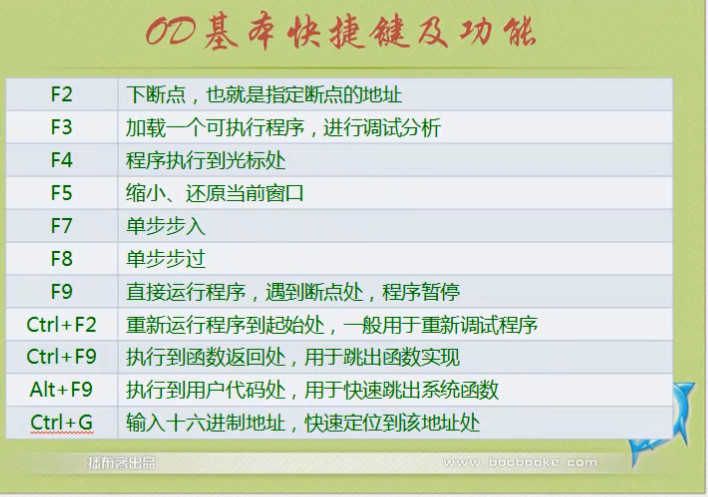 OD基本快捷键及功能
F2 下断点，也就是指定断点的地址
F3 加载一个可执行程序，进行调试分析
F4 程序执行到光标处
F5 缩小、还原当前窗口
F7 单步步入
F8 单步步过
F9 直接运行程序，遇到断点处，程序暂停
Ctrl+F2 重新运行程序到起始处，一般用于重新调试程序
Ctrl+F9 执行到函数返回处，用于跳出函数实现
Alt+F9 执行到用户代码处，用于快速跳出系统函数
Ctrl+G 输入十六进制地址，快速定位到该地址处
播布客出品 www.boobooke.com